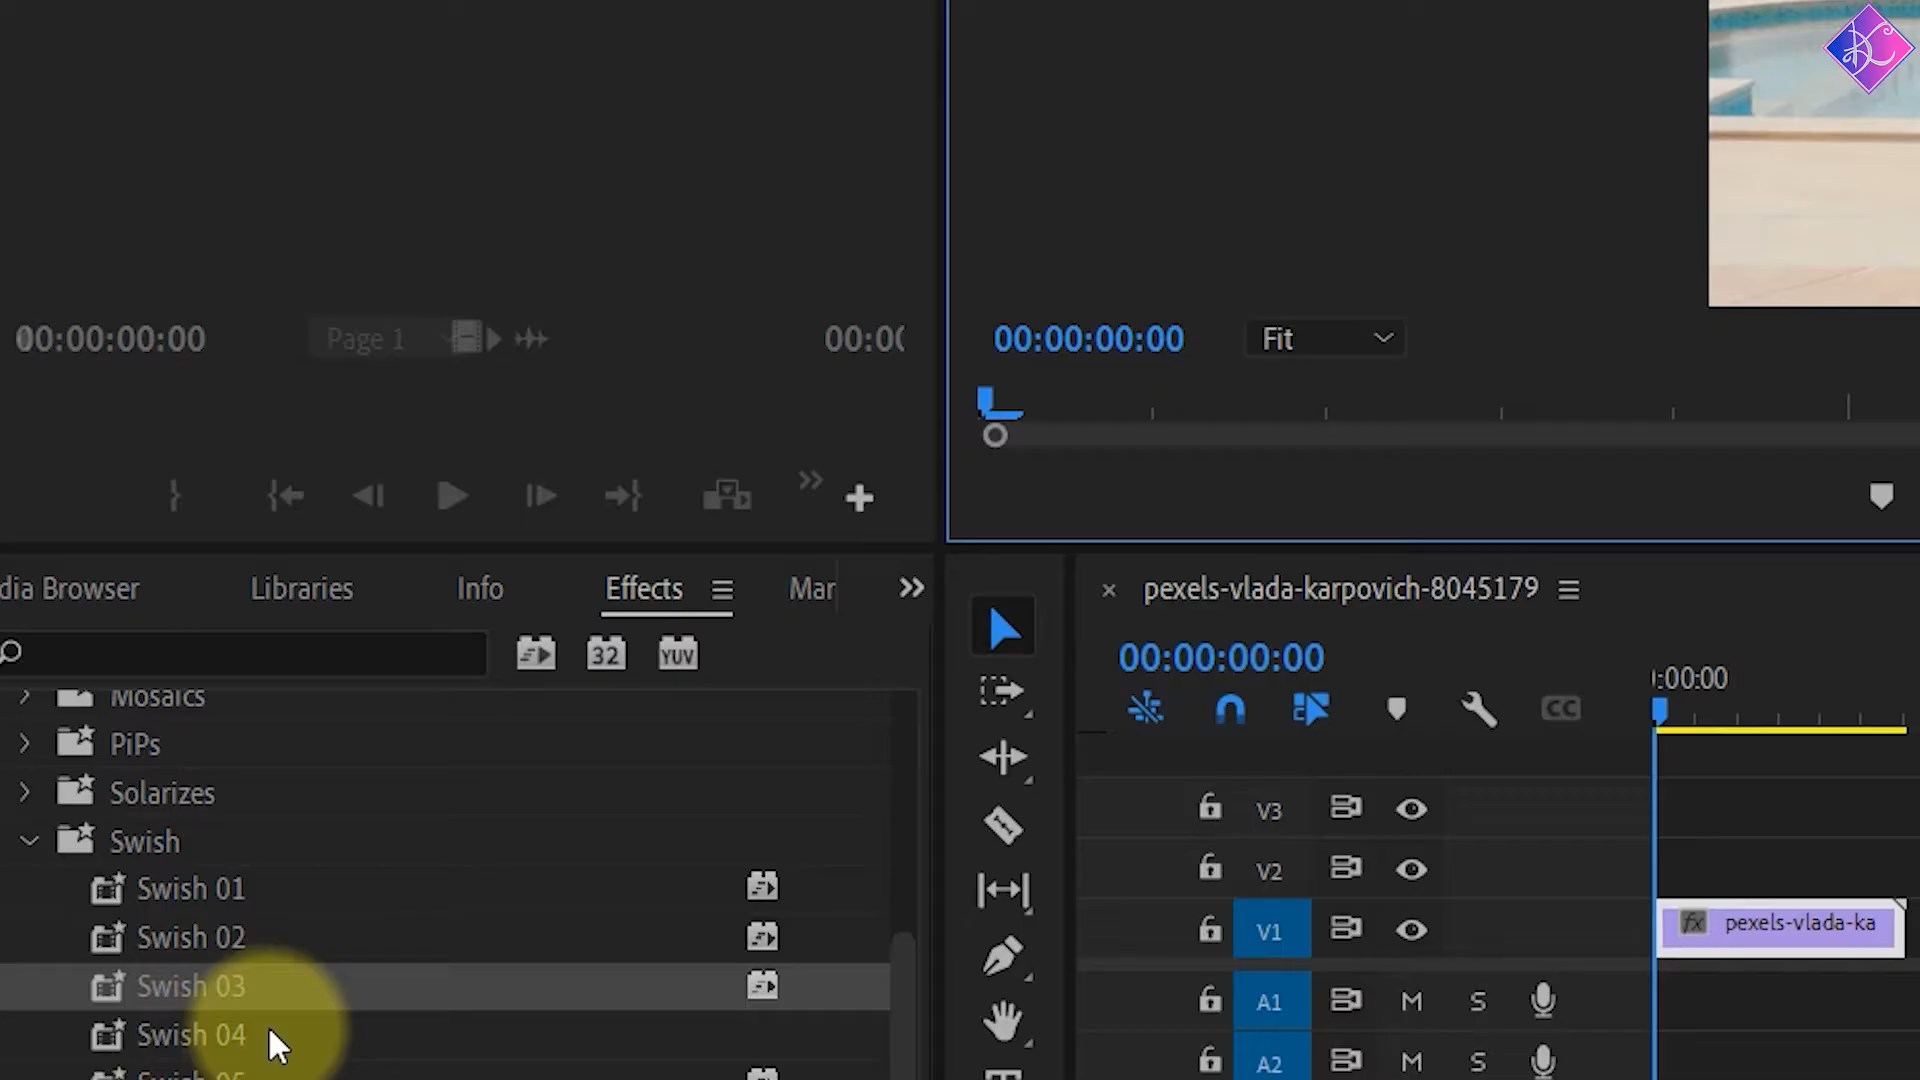 00:00:00:00
Page 1
00:0
00:00:00:00
Fit
dia Browser
Libraries
Info
Effects
Mar
32
YUV
Mosaics
PiPs
Solarizes
Swish
Swish 01
Swish 02
Swish 03
Swish 04
pexels-vlada-karpovich-8045179
00:00:00:00
:00:00
CC
V3
V2
V1
fx pexels-vlada-ka
A1 M S
A2 M S